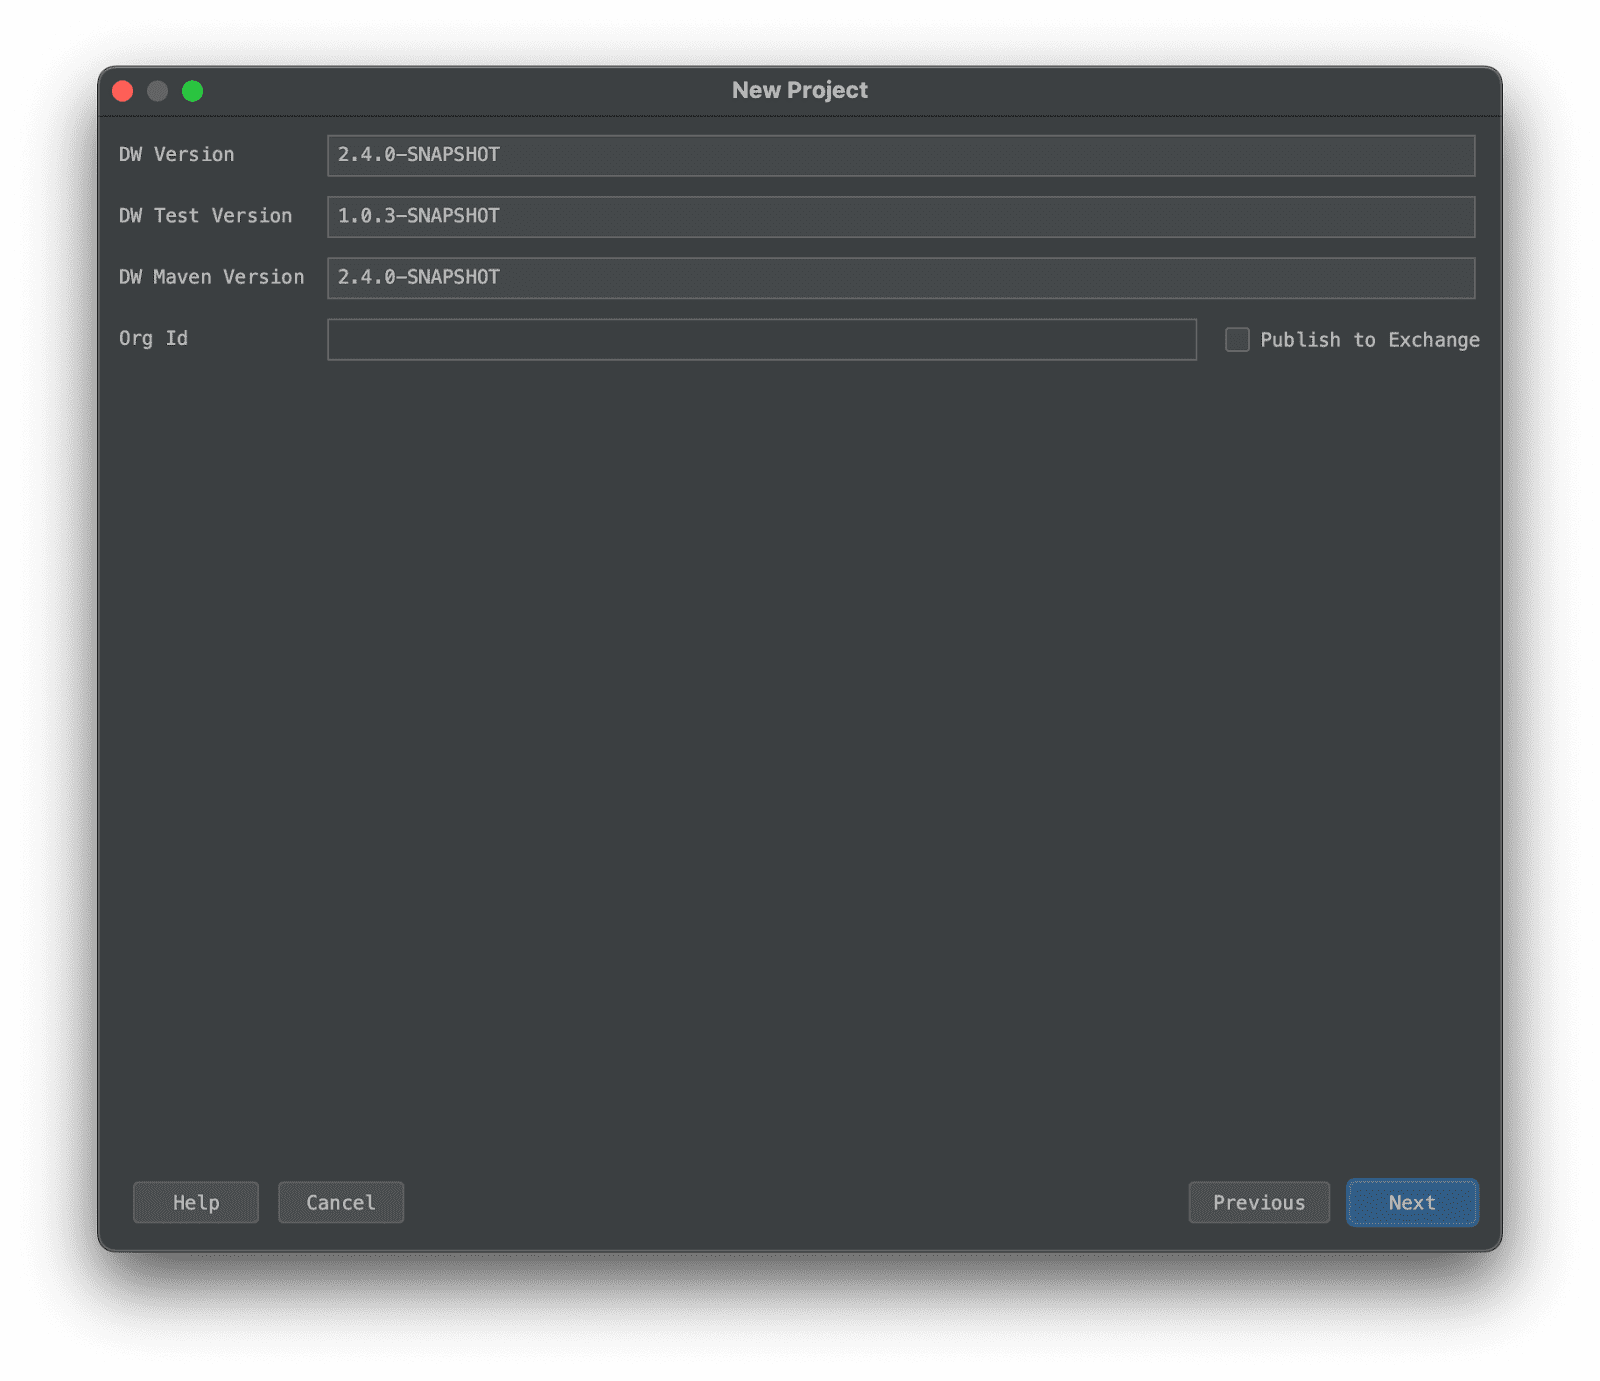 New Project
DW Version 2.4.0-SNAPSHOT
DW Test Version 1.0.3-SNAPSHOT
DW Maven Version 2.4.0-SNAPSHOT
Org Id Publish to Exchange
Help Cancel Previous Next